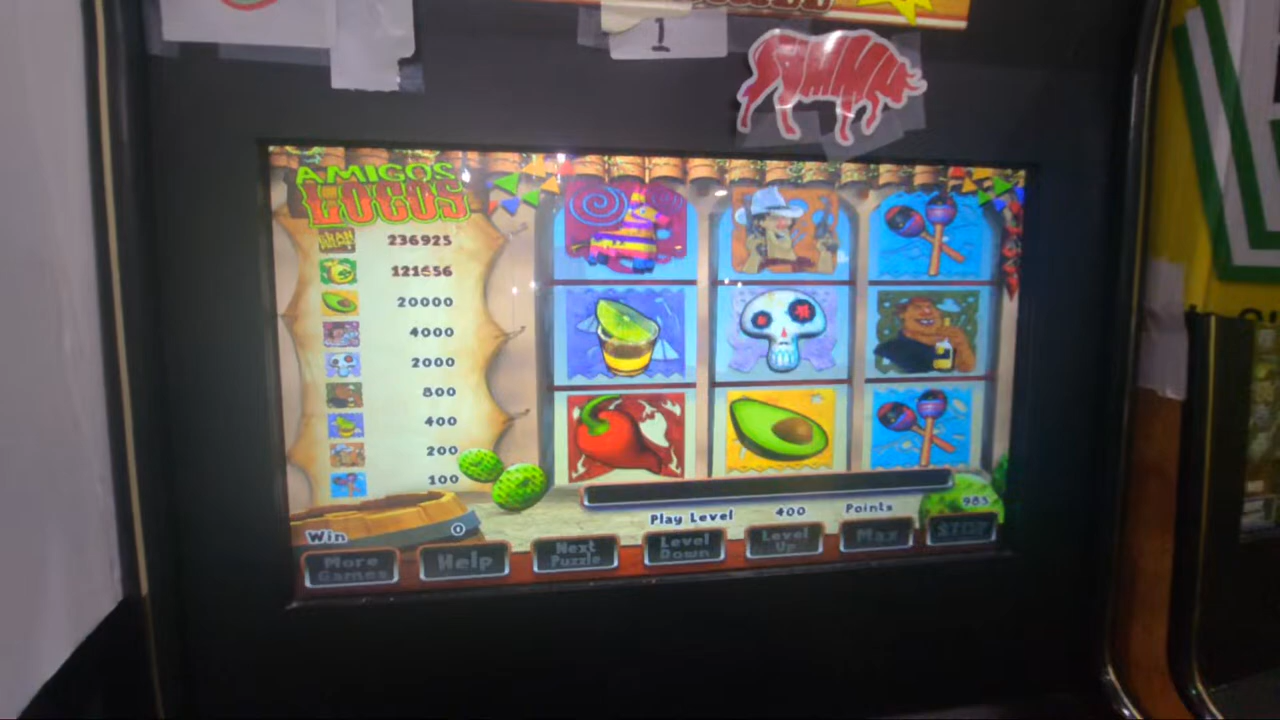 1
AMIGOS
LOCOS
236925
121656
20000
4000
2000
800
400
200
100
Win 0
Play Level 400 Points 985
More Games
Help
Next Puzzle
Level Down
Level Up
Max
STOP